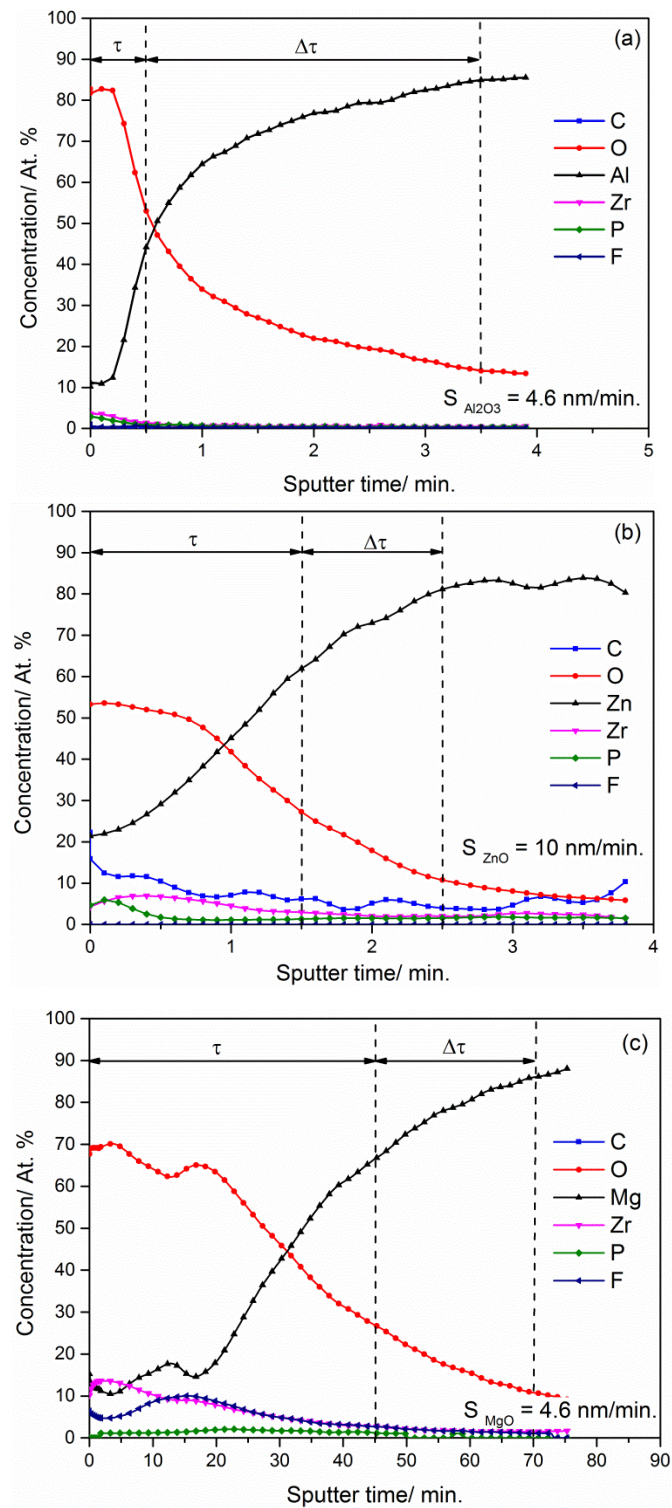 (a)
τ
Δτ
100
90
80
70
60
50
40
30
20
10
0
Concentration/ At. %
C
O
Al
Zr
P
F
S Al2O3 = 4.6 nm/min.
0 1 2 3 4 5
Sputter time/ min.
(b)
τ
Δτ
100
90
80
70
60
50
40
30
20
10
0
Concentration/ At. %
C
O
Zn
Zr
P
F
S ZnO = 10 nm/min.
0 1 2 3 4
Sputter time/ min.
(c)
τ
Δτ
100
90
80
70
60
50
40
30
20
10
0
Concentration/ At. %
C
O
Mg
Zr
P
F
S MgO = 4.6 nm/min.
0 10 20 30 40 50 60 70 80 90
Sputter time/ min.